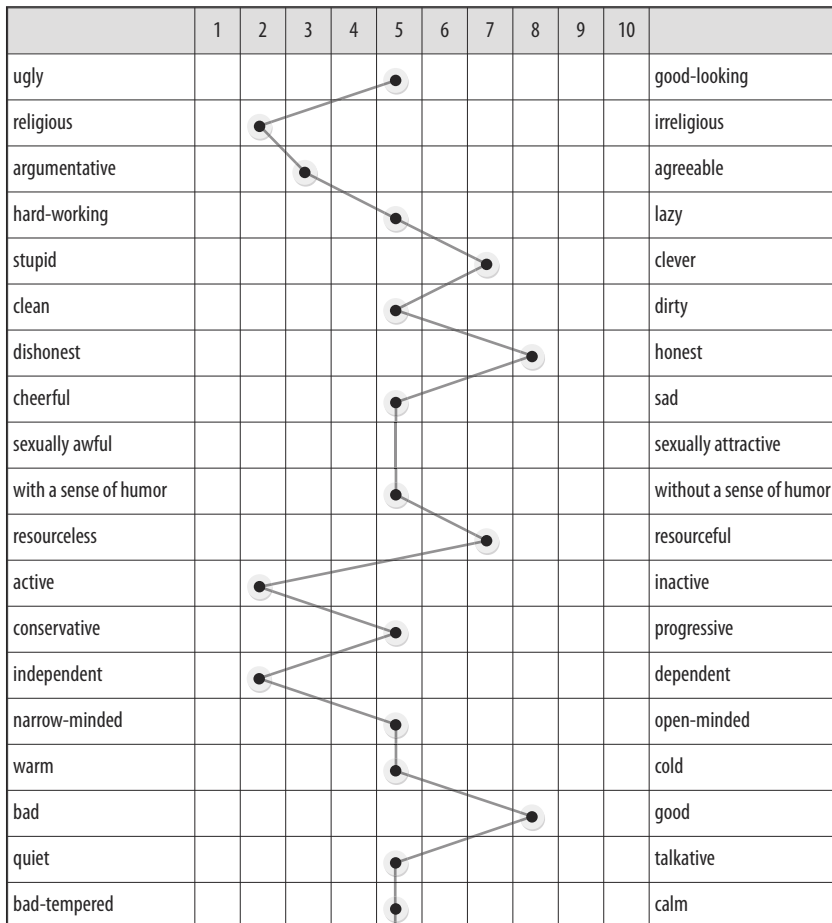 1 2 3 4 5 6 7 8 9 10
ugly good-looking
religious irreligious
argumentative agreeable
hard-working lazy
stupid clever
clean dirty
dishonest honest
cheerful sad
sexually awful sexually attractive
with a sense of humor without a sense of humor
resourceless resourceful
active inactive
conservative progressive
independent dependent
narrow-minded open-minded
warm cold
bad good
quiet talkative
bad-tempered calm